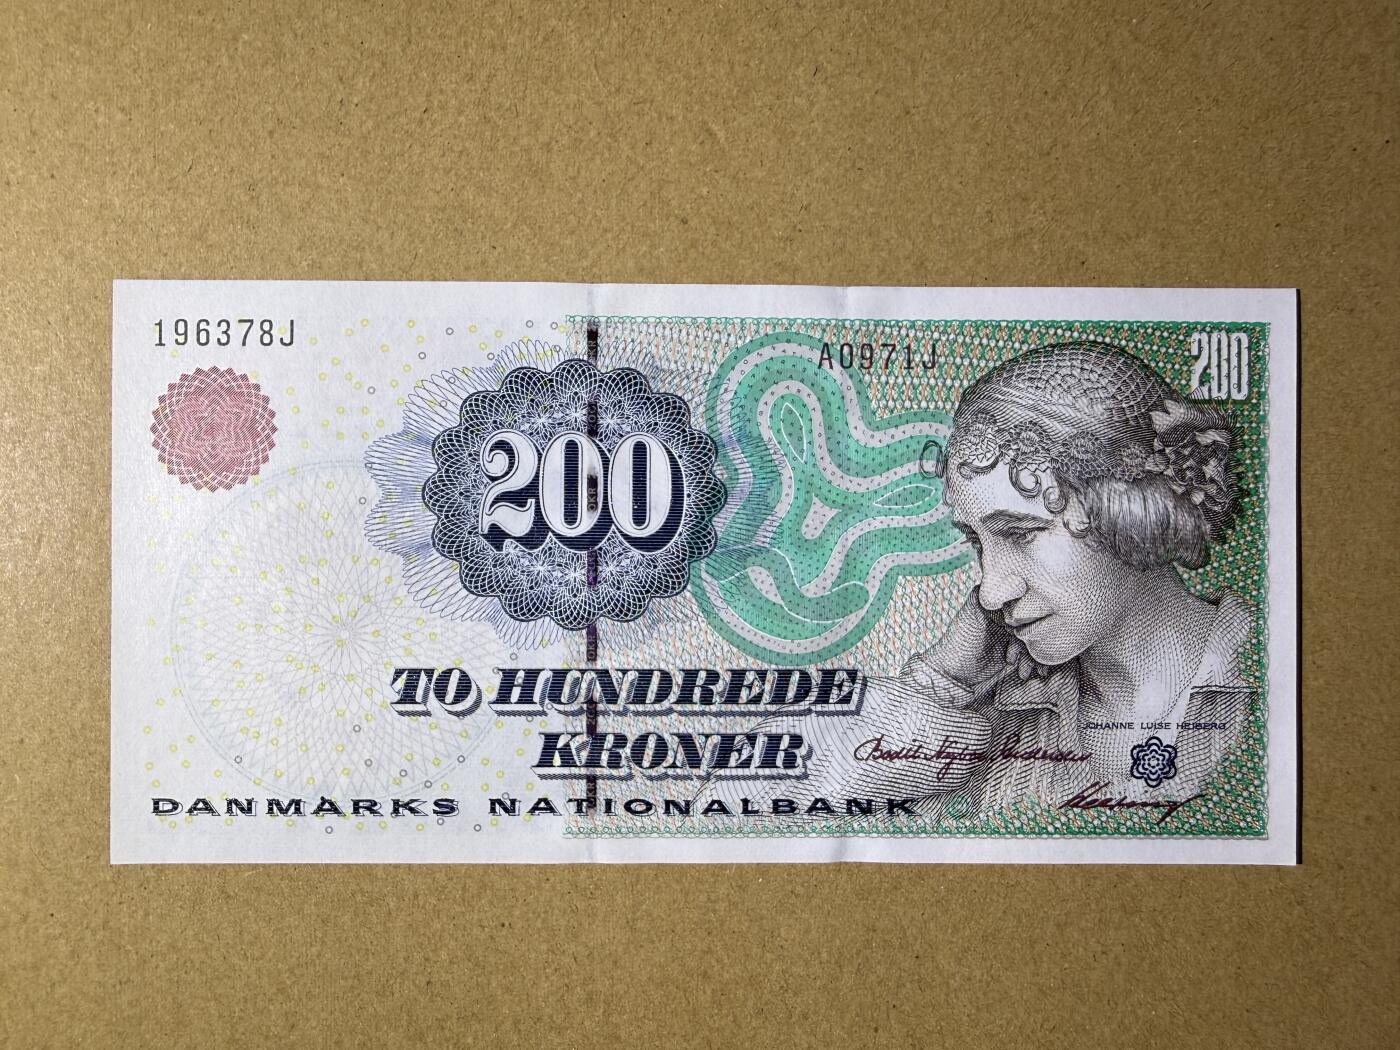 196378J
A0971J
200
200
TO HUNDREDE
KRONER
JOHANNE LUISE HEIBERG
DANMARKS NATIONALBANK